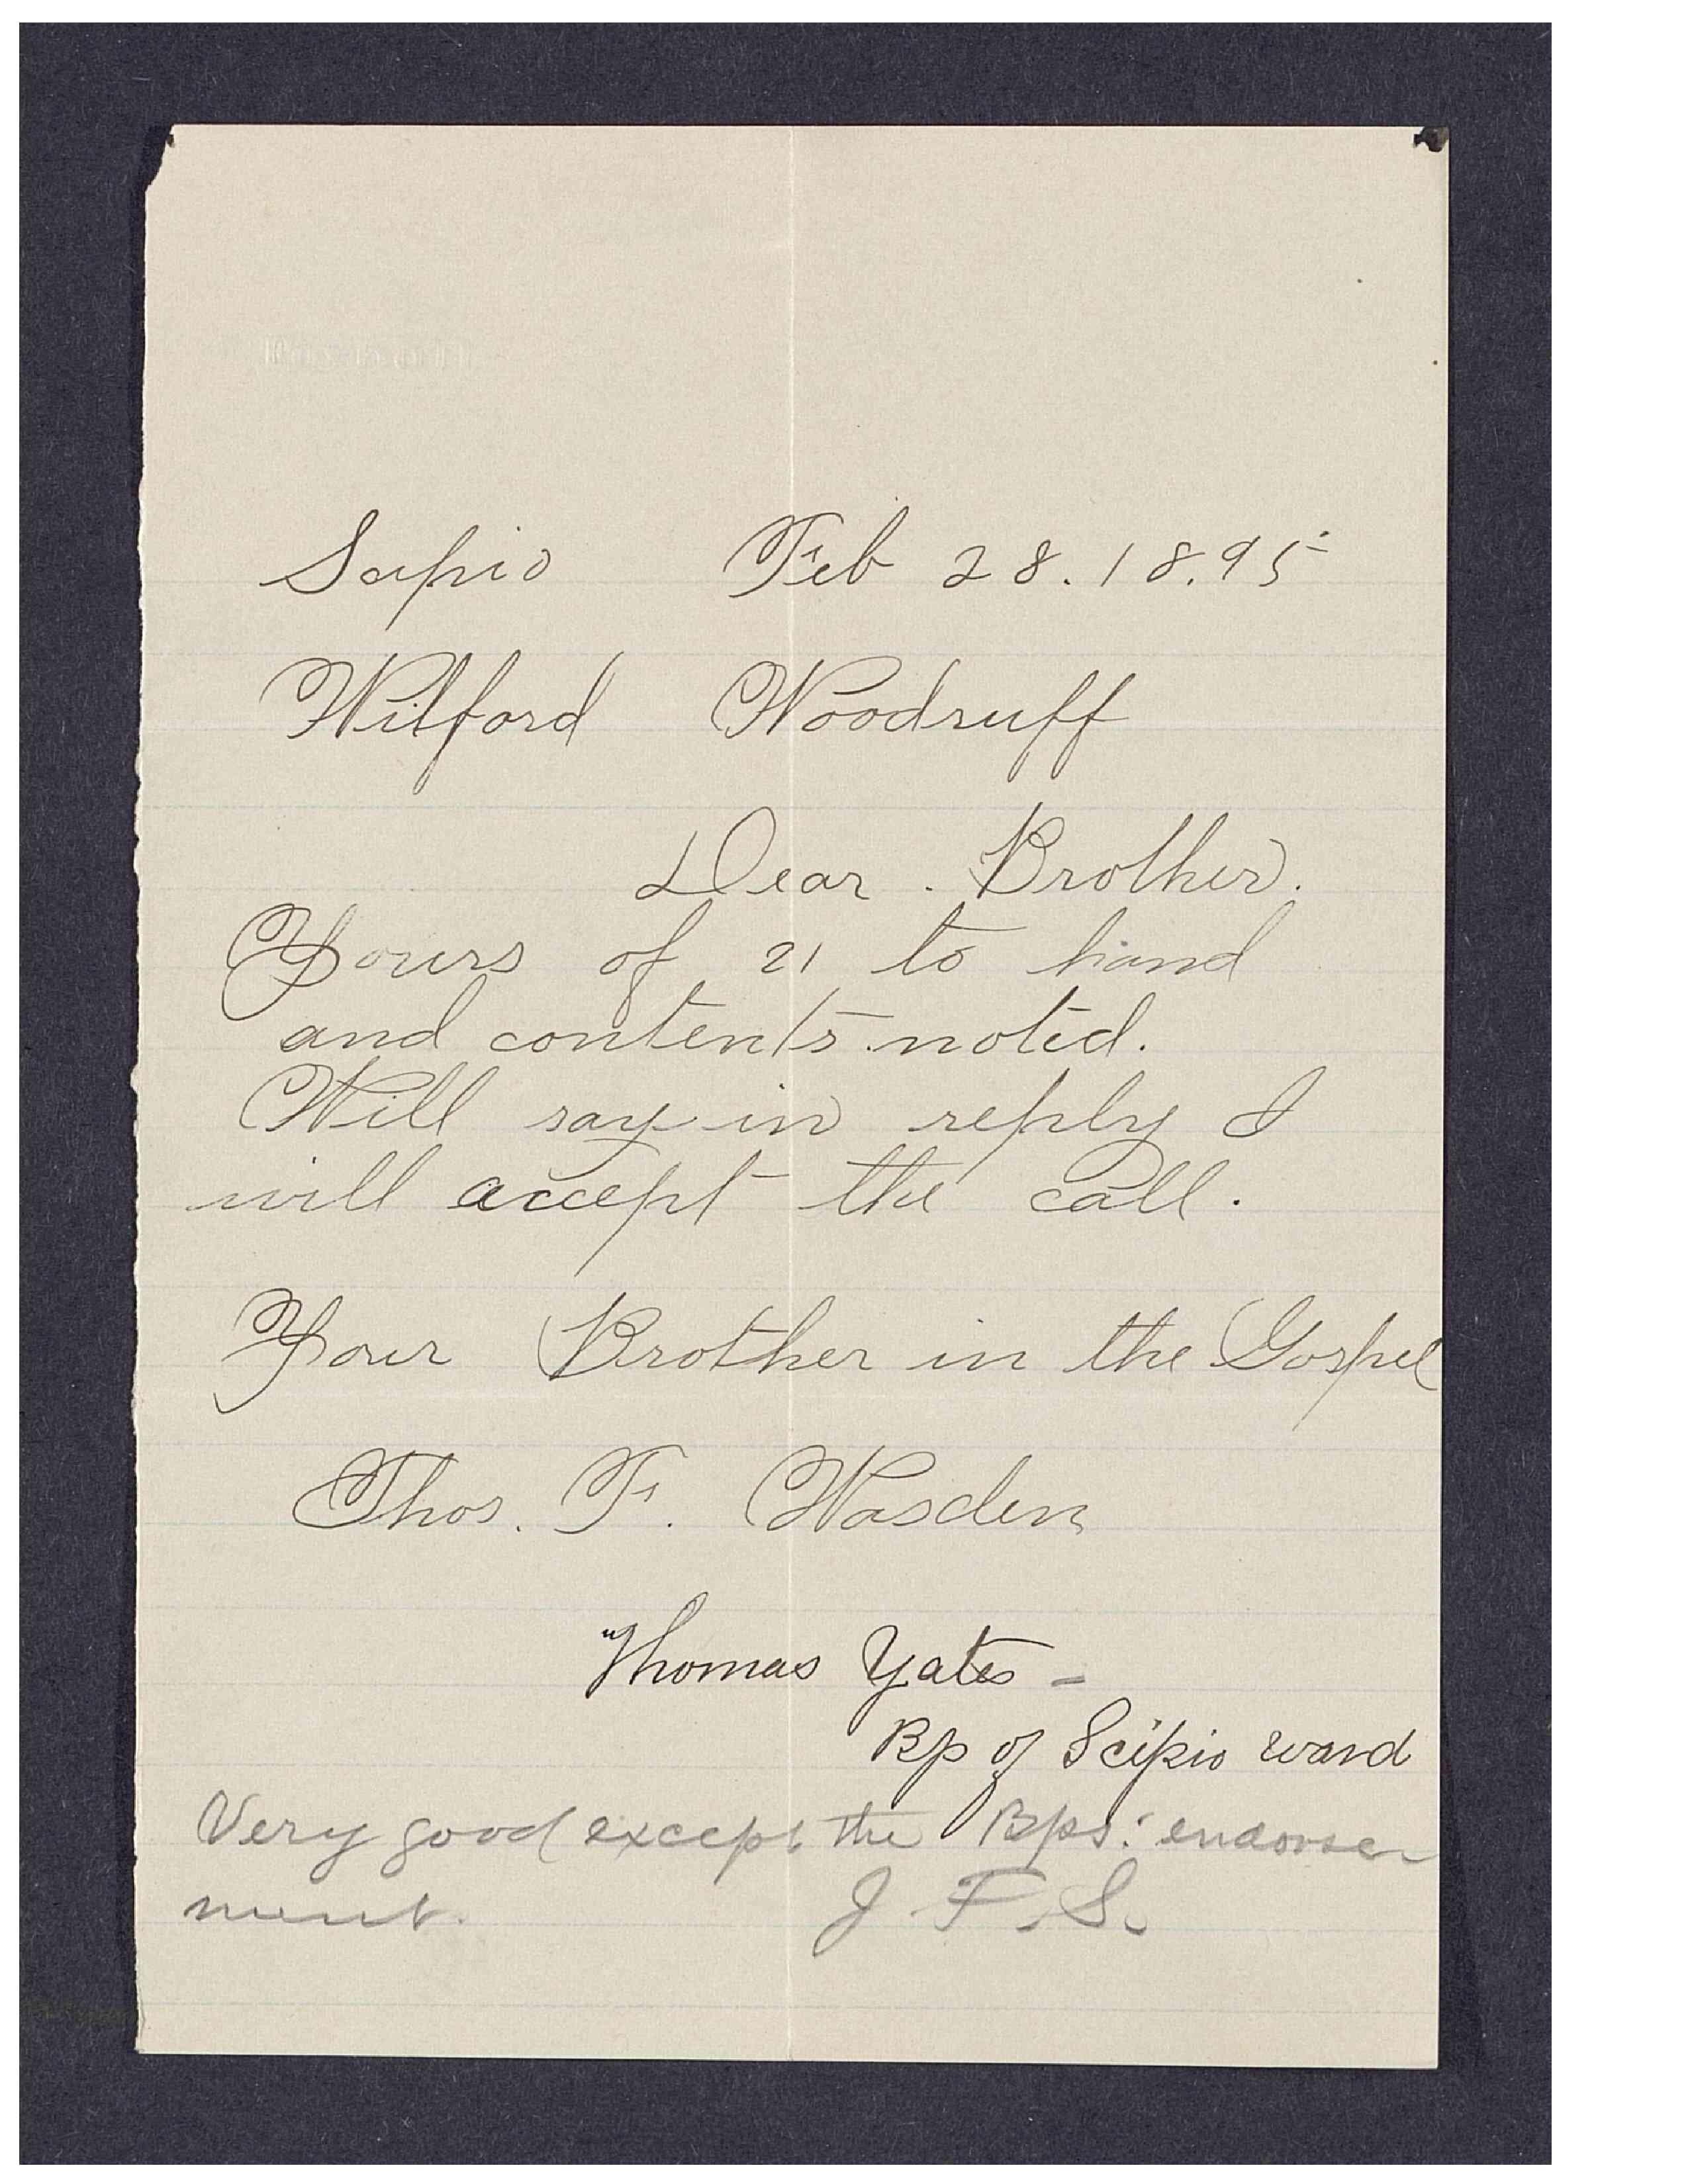 Scipio Feb 28. 18.95
Wilford Woodruff
Dear . Brother.
Yours of 21 to hand
and contents noted.
Will say in reply I
will accept the call.
Your Brother in the Gospel
Thos. F. Wasden
Thomas Yates -
Bp of Scipio ward
Very good except the Bps: endorse-
ment. J. F. S.